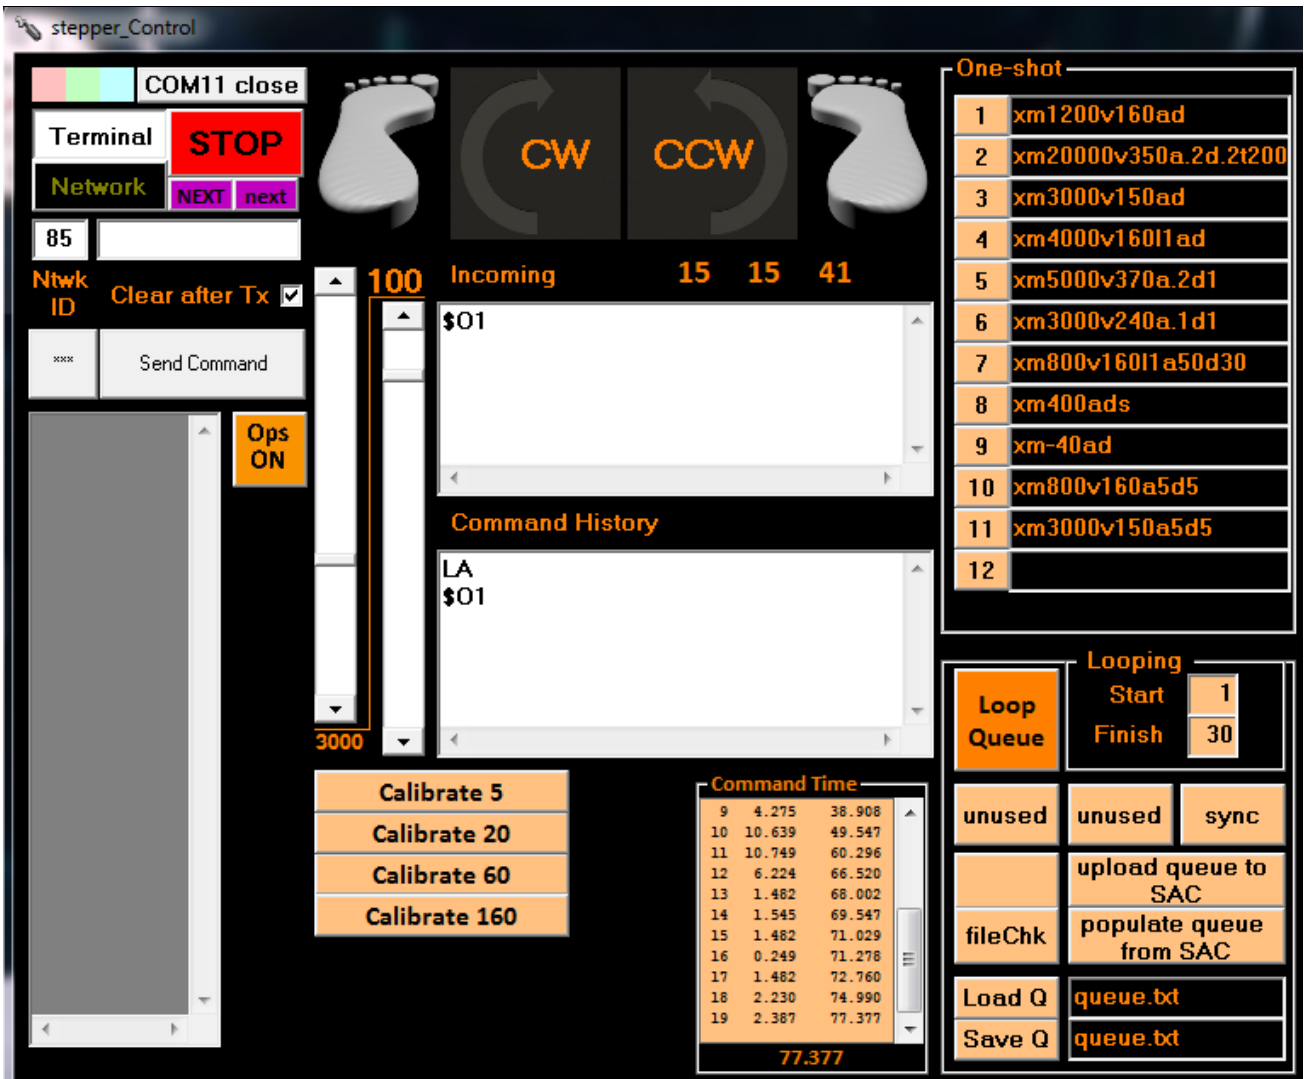 stepper_Control
COM11 close
Terminal
STOP
Network
NEXT next
85
Ntwk
ID
Clear after Tx
***
Send Command
Ops
ON
CW
CCW
100
3000
Incoming 15 15 41
$01
Command History
LA
$01
Calibrate 5
Calibrate 20
Calibrate 60
Calibrate 160
Command Time
9 4.275 38.908
10 10.639 49.547
11 10.749 60.296
12 6.224 66.520
13 1.482 68.002
14 1.545 69.547
15 1.482 71.029
16 0.249 71.278
17 1.482 72.760
18 2.230 74.990
19 2.387 77.377
77.377
One-shot
1 xm1200v160ad
2 xm20000v350a.2d.2t200
3 xm3000v150ad
4 xm4000v160l1ad
5 xm5000v370a.2d1
6 xm3000v240a.1d1
7 xm800v160l1a50d30
8 xm400ads
9 xm-40ad
10 xm800v160a5d5
11 xm3000v150a5d5
12
Loop
Queue
Looping
Start 1
Finish 30
unused unused sync
upload queue to
SAC
fileChk
populate queue
from SAC
Load Q queue.txt
Save Q queue.txt